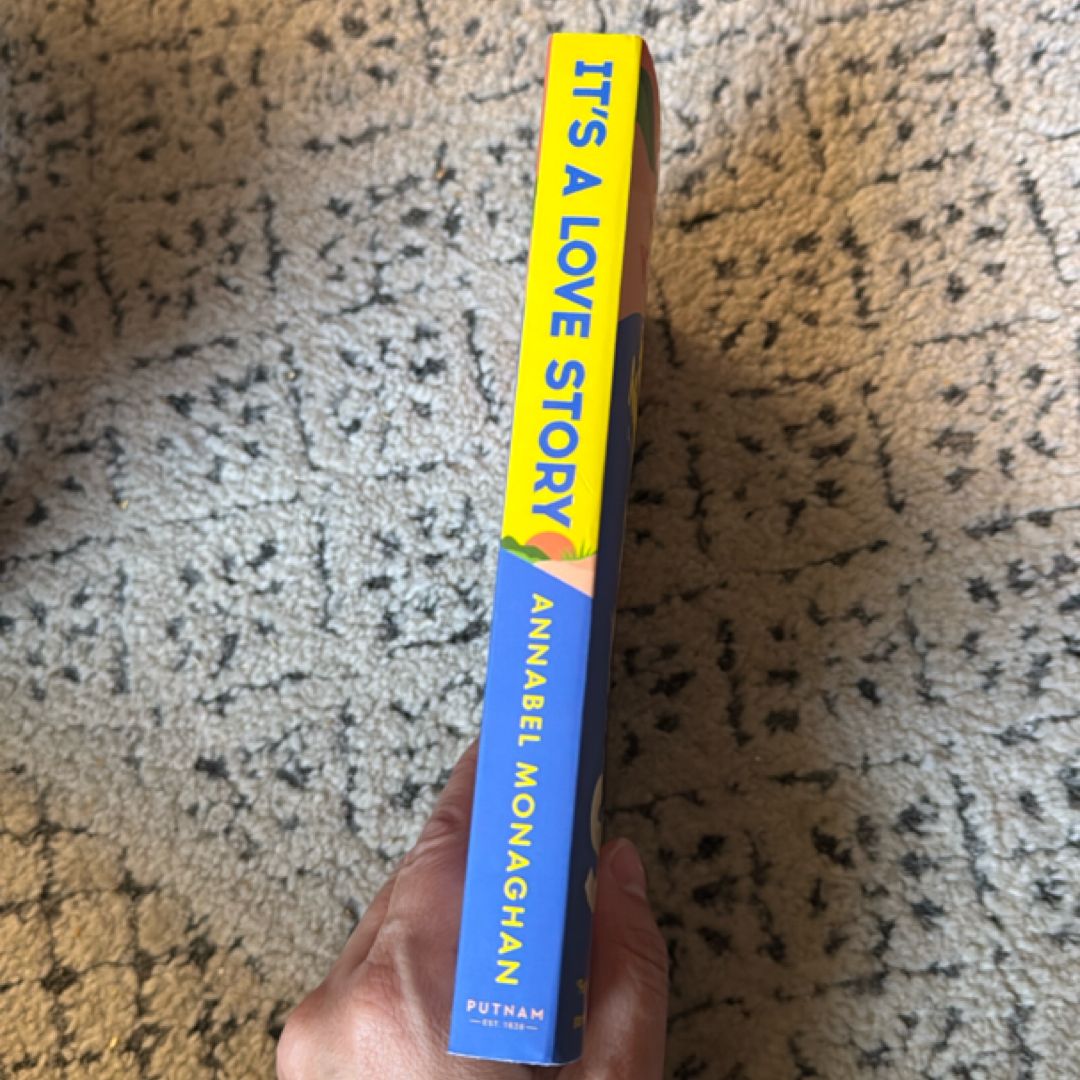 IT'S A LOVE STORY
ANNABEL MONAGHAN
PUTNAM
EST. 1838